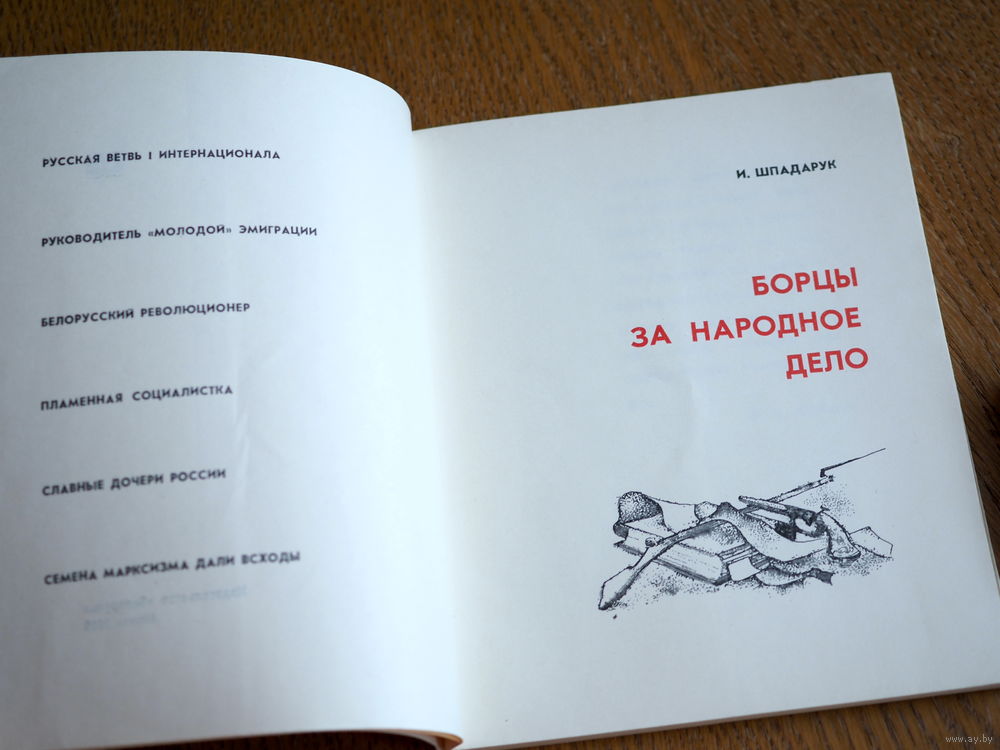 РУССКАЯ ВЕТВЬ I ИНТЕРНАЦИОНАЛА
РУКОВОДИТЕЛЬ «МОЛОДОЙ» ЭМИГРАЦИИ
БЕЛОРУССКИЙ РЕВОЛЮЦИОНЕР
ПЛАМЕННАЯ СОЦИАЛИСТКА
СЛАВНЫЕ ДОЧЕРИ РОССИИ
СЕМЕНА МАРКСИЗМА ДАЛИ ВСХОДЫ
И. ШПАДАРУК
БОРЦЫ
ЗА НАРОДНОЕ
ДЕЛО
www.ay.by